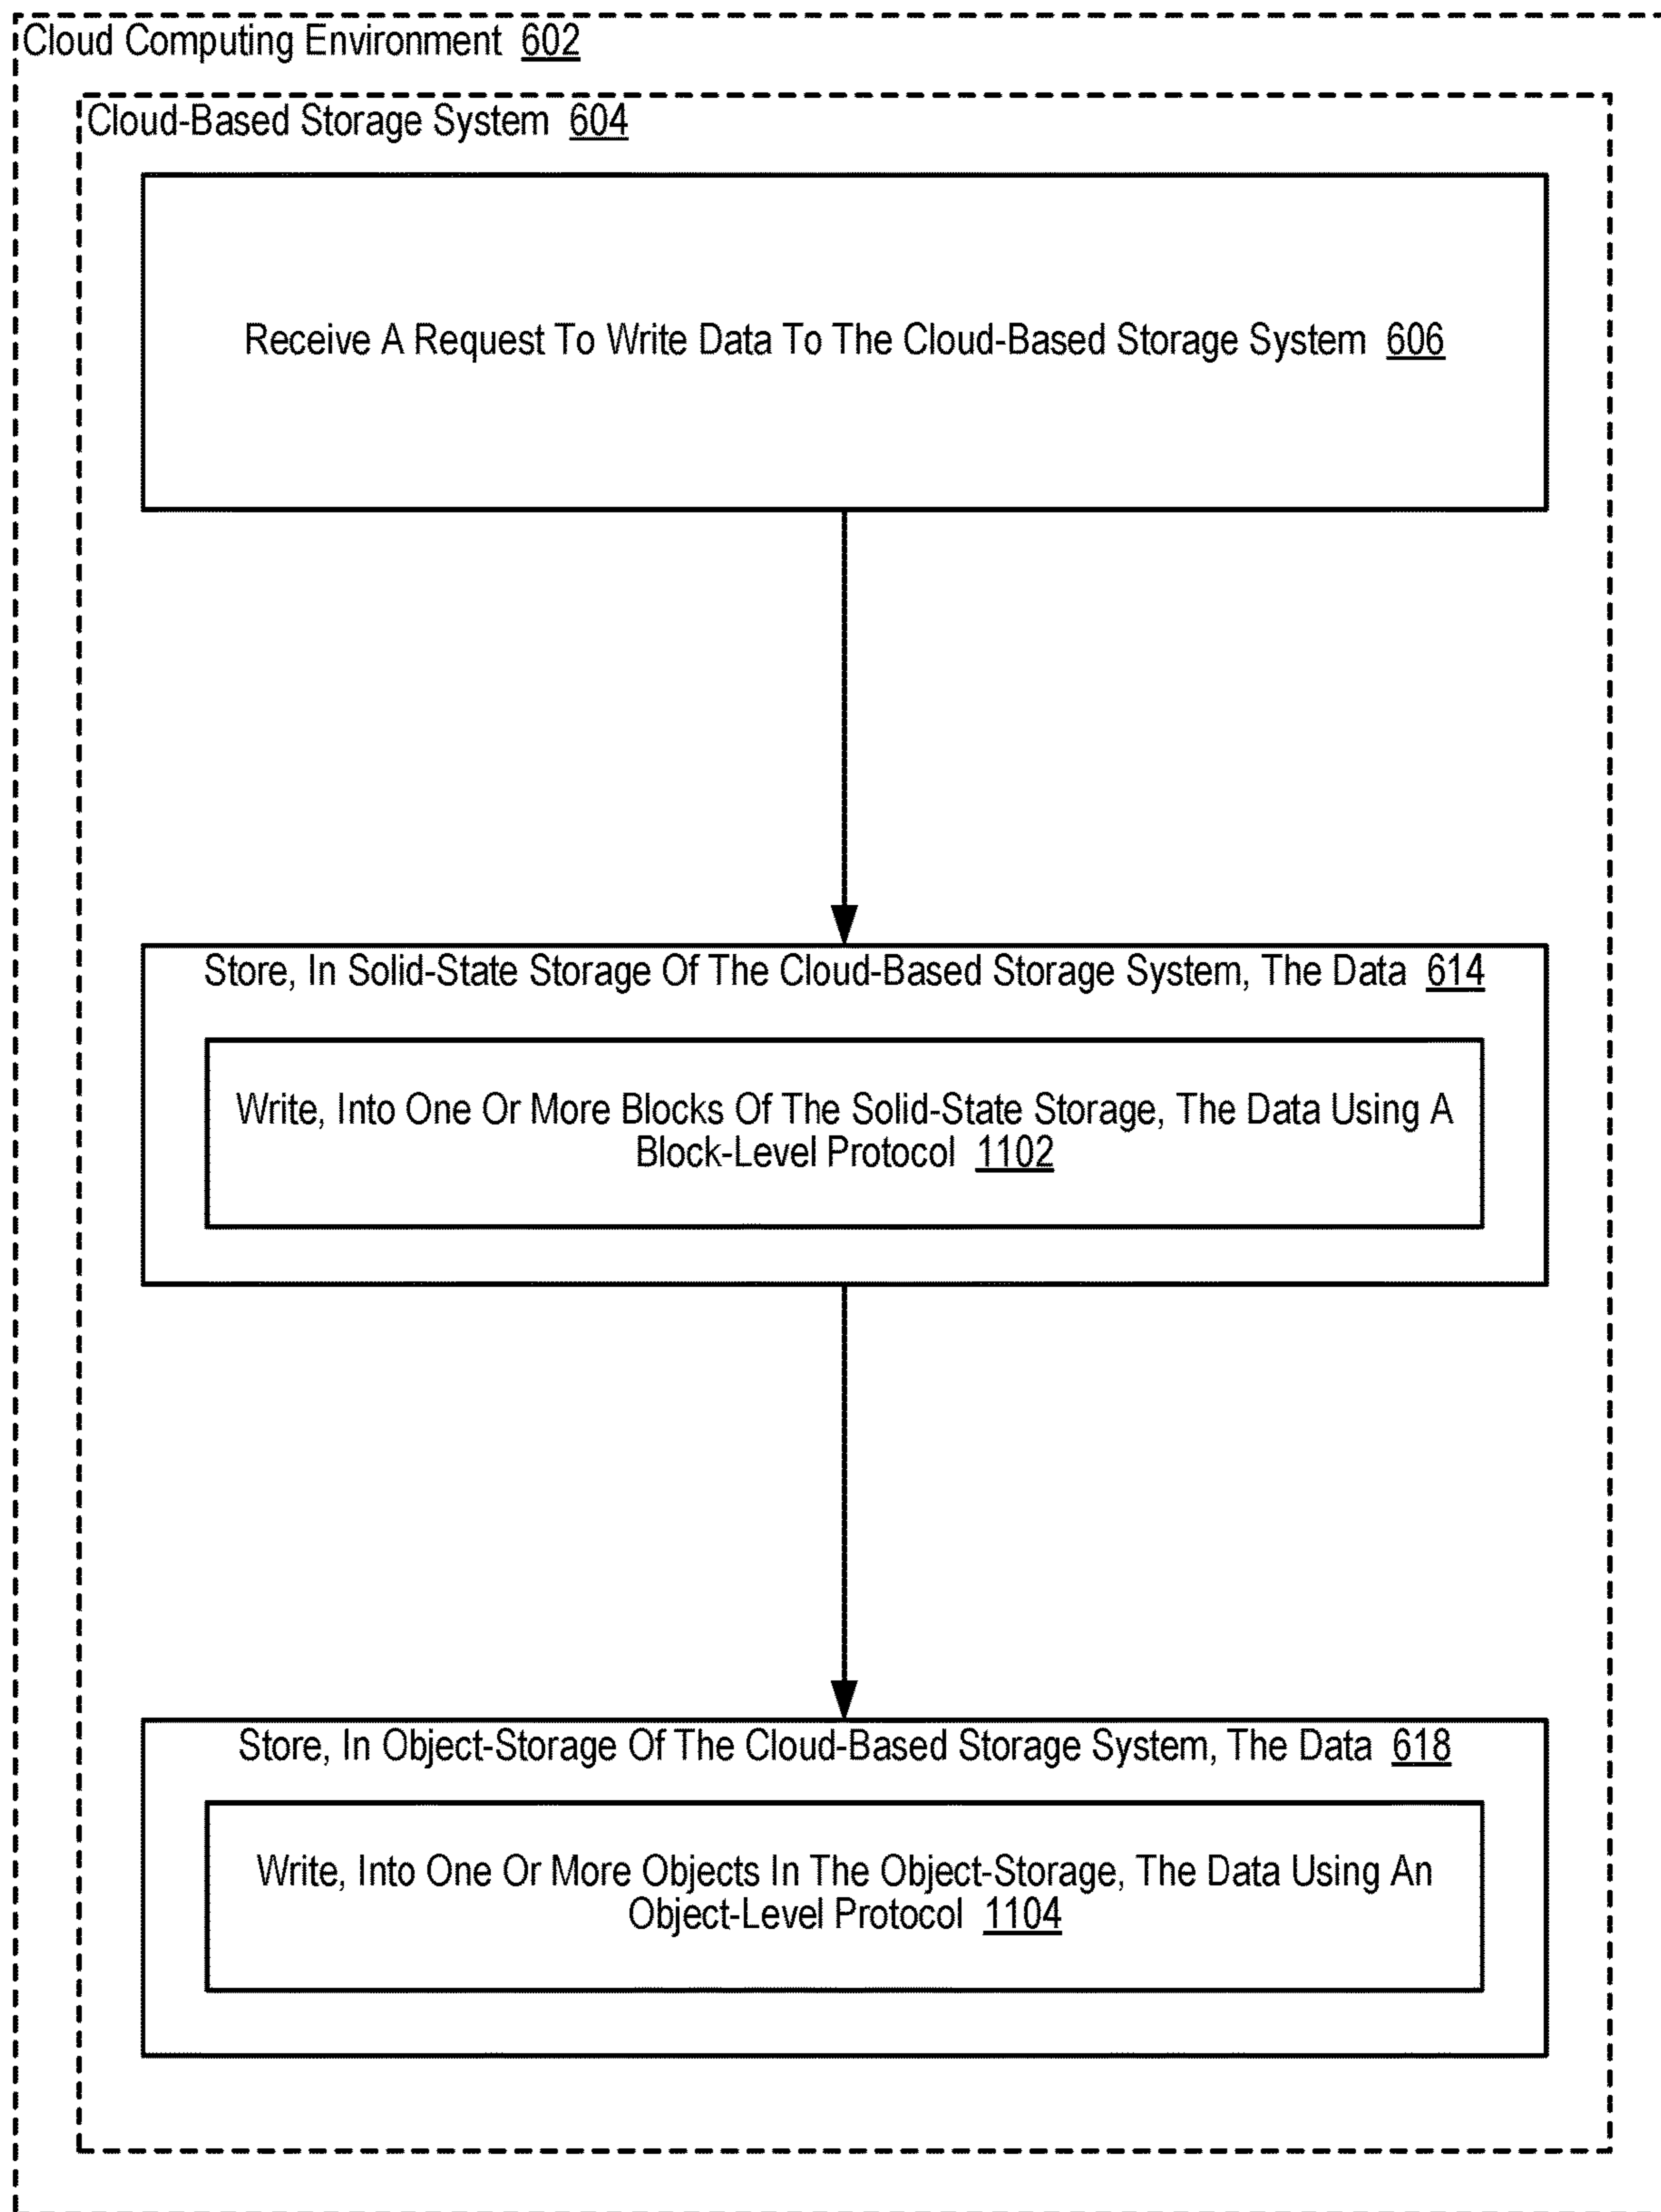 Cloud Computing Environment 602
Cloud-Based Storage System 604
Receive A Request To Write Data To The Cloud-Based Storage System 606
Store, In Solid-State Storage Of The Cloud-Based Storage System, The Data 614
Write, Into One Or More Blocks Of The Solid-State Storage, The Data Using A
Block-Level Protocol 1102
Store, In Object-Storage Of The Cloud-Based Storage System, The Data 618
Write, Into One Or More Objects In The Object-Storage, The Data Using An
Object-Level Protocol 1104